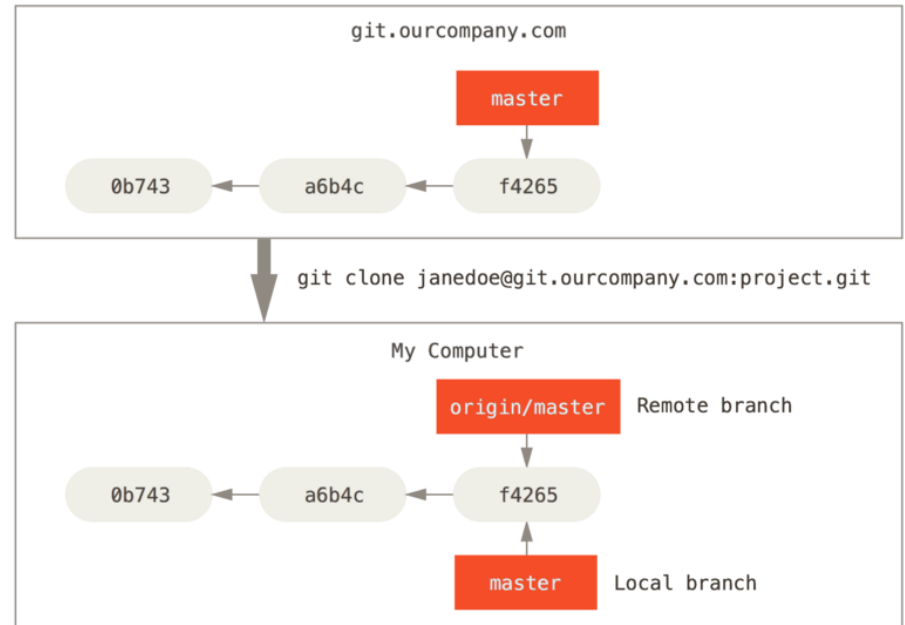 git.ourcompany.com
master
0b743
a6b4c
f4265
git clone janedoe@git.ourcompany.com:project.git
My Computer
origin/master
Remote branch
0b743
a6b4c
f4265
master
Local branch